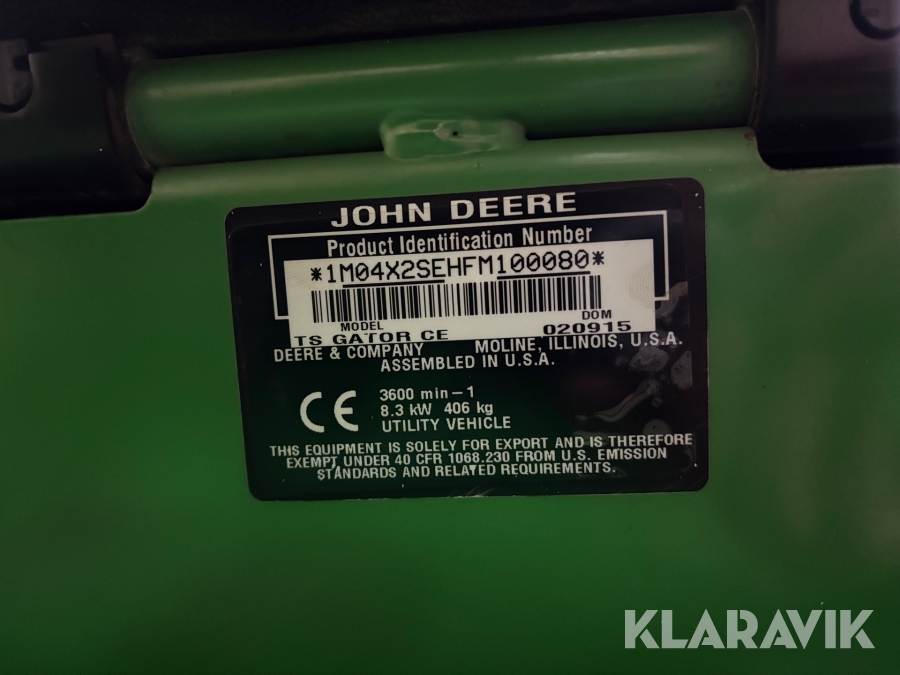 JOHN DEERE
Product Identification Number
*1M04X2SEHFM100080*
MODEL DOM
TS GATOR CE 020915
DEERE & COMPANY MOLINE, ILLINOIS, U.S.A.
ASSEMBLED IN U.S.A.
CE
3600 min-1
8.3 kW 406 kg
UTILITY VEHICLE
THIS EQUIPMENT IS SOLELY FOR EXPORT AND IS THEREFORE
EXEMPT UNDER 40 CFR 1068.230 FROM U.S. EMISSION
STANDARDS AND RELATED REQUIREMENTS.
KLARAVIK